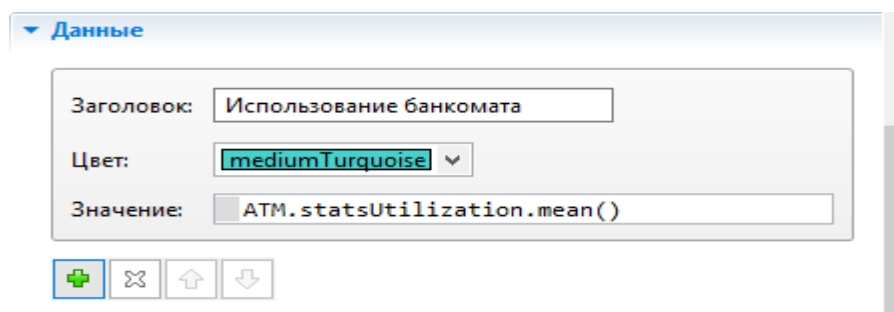 Данные
Заголовок: Использование банкомата
Цвет: mediumTurquoise
Значение: ATM.statsUtilization.mean()